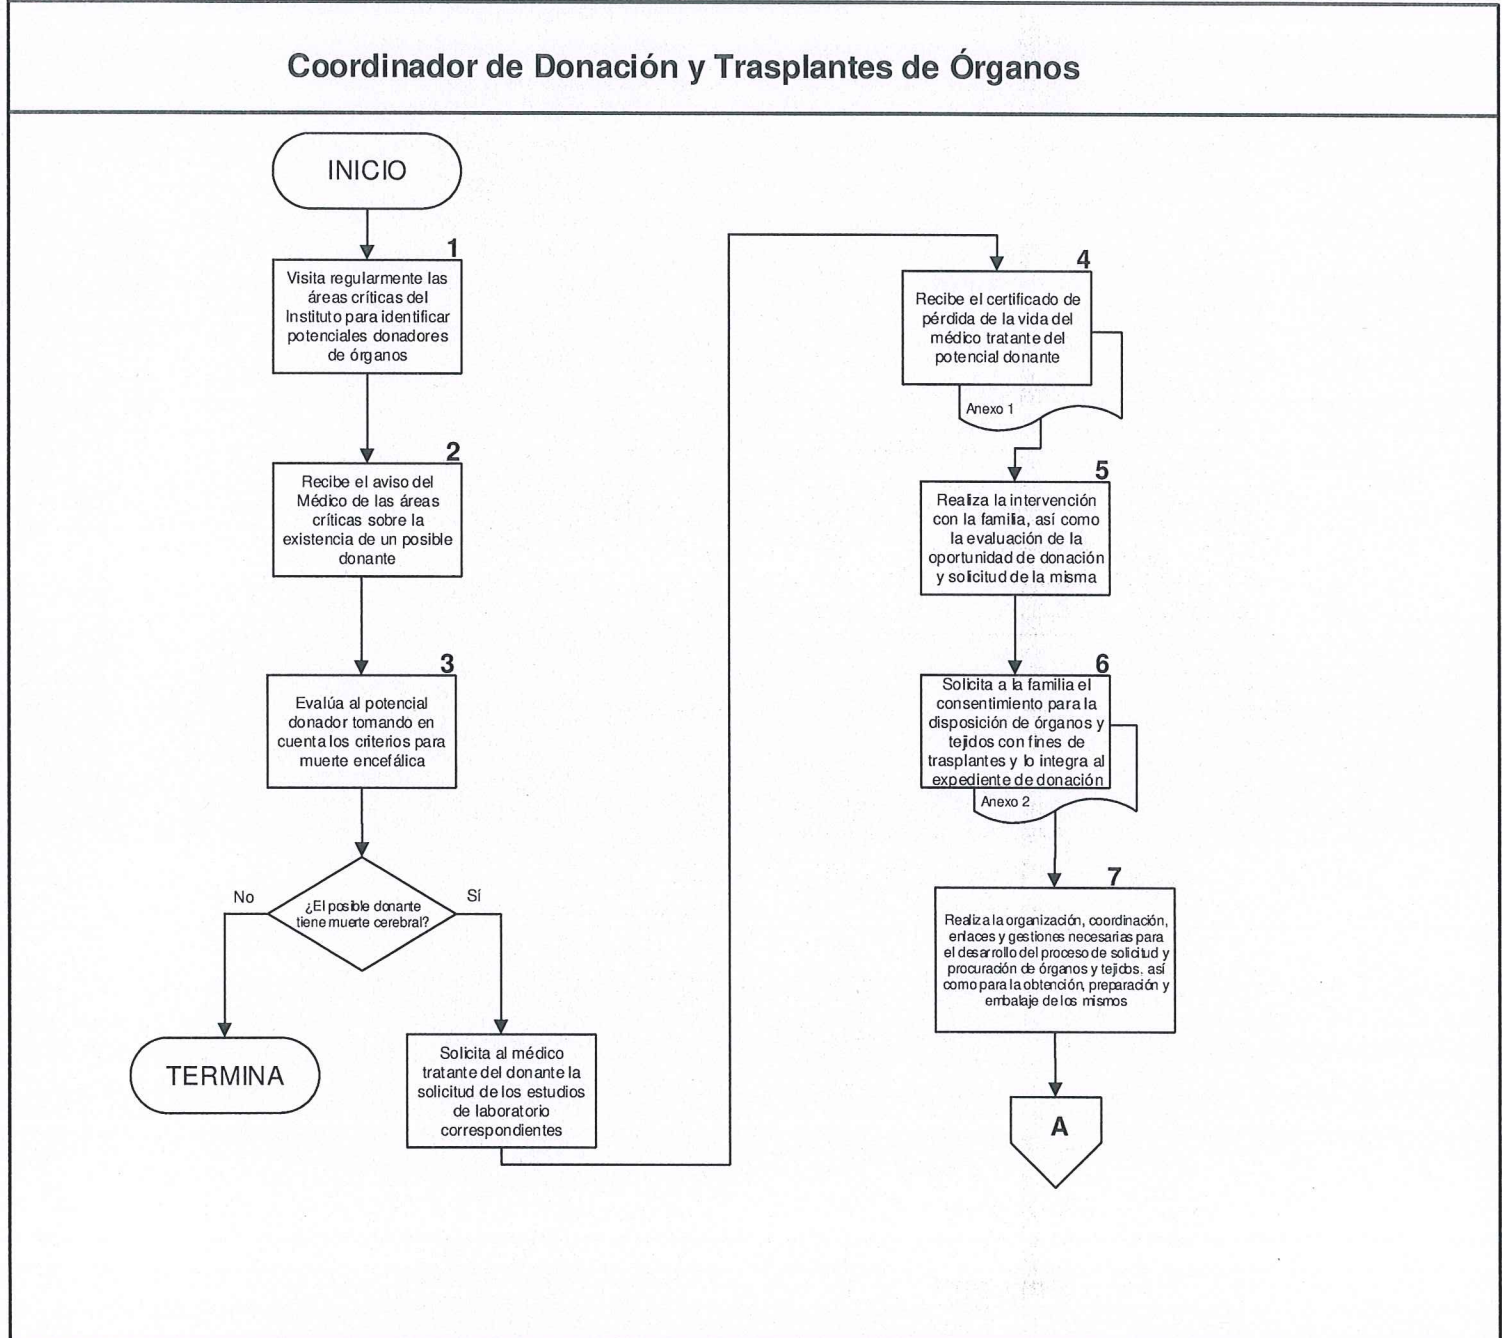 Coordinador de Donación y Trasplantes de Órganos
INICIO
1
Visita regularmente las
áreas críticas del
Instituto para identificar
potenciales donadores
de órganos
2
Recibe el aviso del
Médico de las áreas
críticas sobre la
existencia de un posible
donante
3
Evalúa al potencial
donador tomando en
cuenta los criterios para
muerte encefálica
¿El posible donante
tiene muerte cerebral?
No
Sí
TERMINA
Solicita al médico
tratante del donante la
solicitud de los estudios
de laboratorio
correspondientes
4
Recibe el certificado de
pérdida de la vida del
médico tratante del
potencial donante
Anexo 1
5
Realiza la intervención
con la familia, así como
la evaluación de la
oportunidad de donación
y solicitud de la misma
6
Solicita a la familia el
consentimiento para la
disposición de órganos y
tejidos con fines de
trasplantes y lo integra al
expediente de donación
Anexo 2
7
Realiza la organización, coordinación,
enlaces y gestiones necesarias para
el desarrollo del proceso de solicitud y
procuración de órganos y tejidos, así
como para la obtención, preparación y
embalaje de los mismos
A